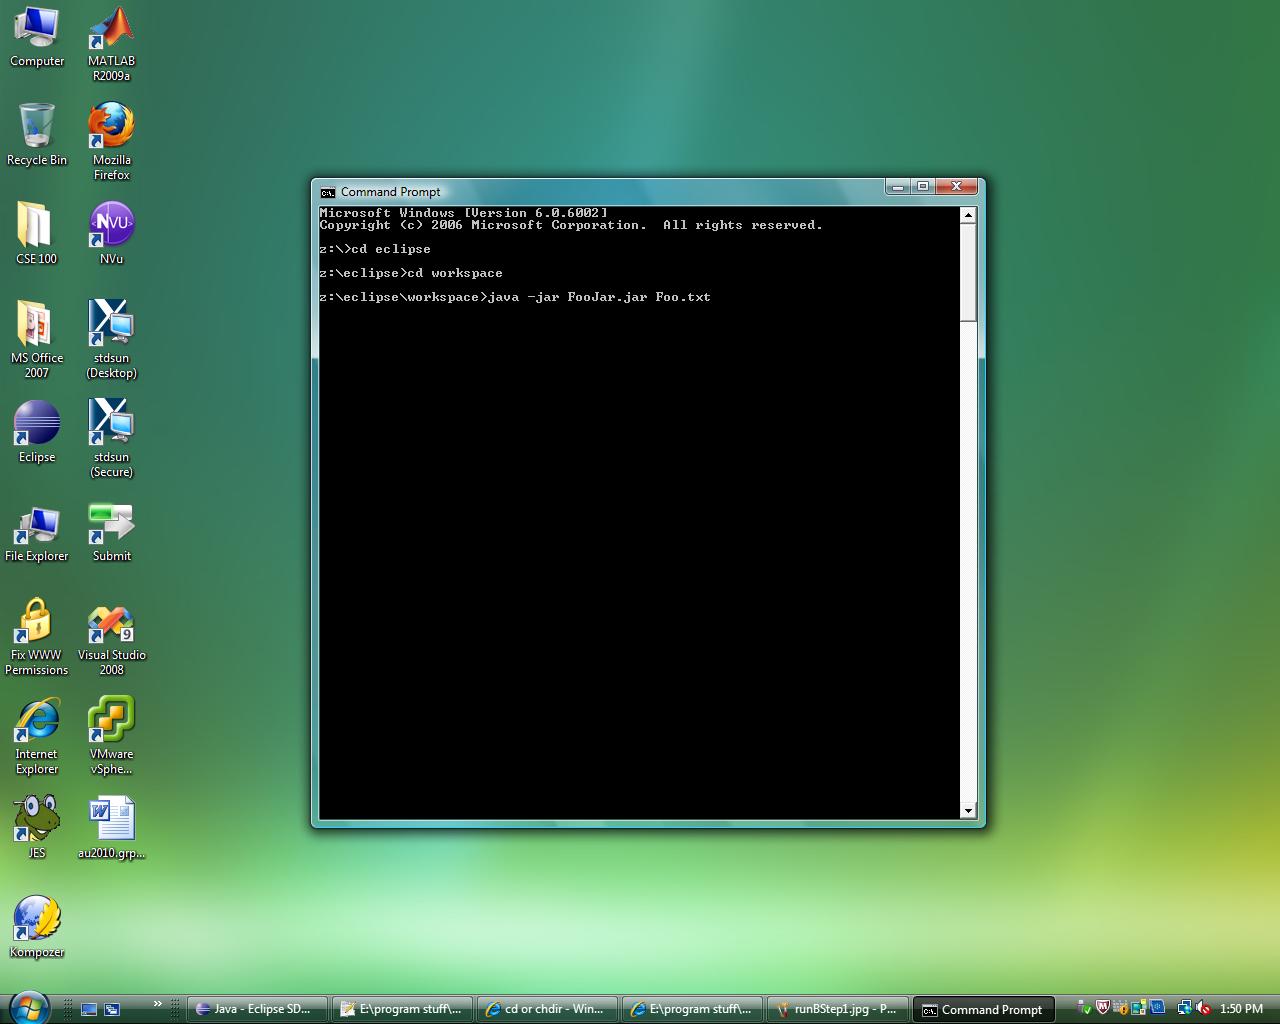 Computer
MATLAB
R2009a
Recycle Bin
Mozilla
Firefox
CSE 100
NVU
NVu
MS Office
2007
stdsun
(Desktop)
Eclipse
stdsun
(Secure)
File Explorer
Submit
Fix WWW
Permissions
9
Visual Studio
2008
Internet
Explorer
VMware
vSphe...
JES
W
au2010.grp...
Kompozer
C:\.
Command Prompt
Microsoft Windows [Version 6.0.6002]
Copyright (c) 2006 Microsoft Corporation.  All rights reserved.
z:\>cd eclipse
z:\eclipse>cd workspace
z:\eclipse\workspace>java -jar FooJar.jar Foo.txt
»
Java - Eclipse SD...
E:\program stuff\...
cd or chdir - Win...
E:\program stuff\...
runBStep1.jpg - P...
C:\.
Command Prompt
1:50 PM